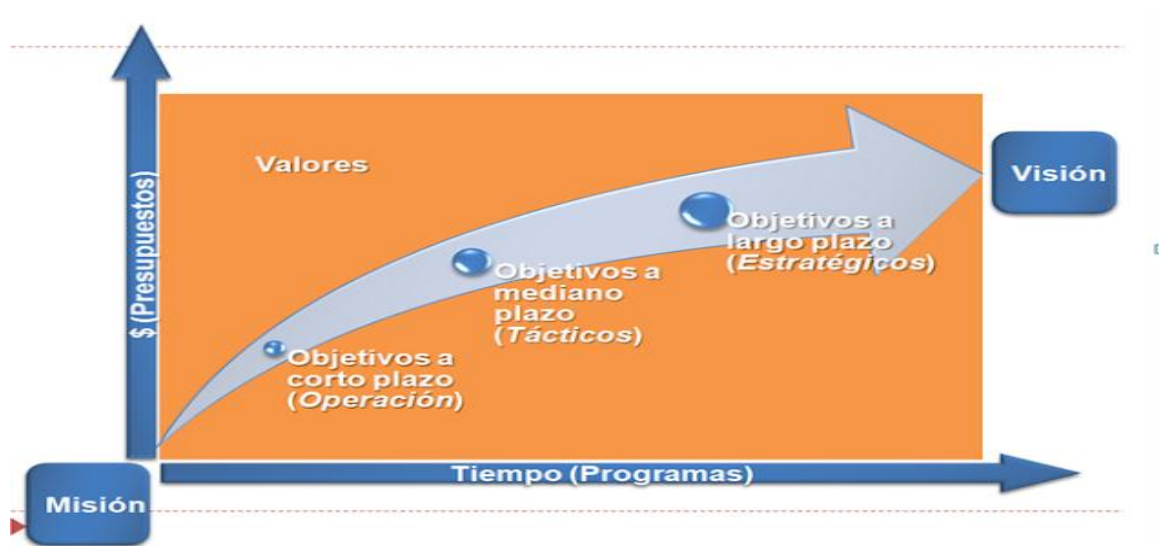 $ (Presupuestos)
Valores
Visión
Objetivos a
largo plazo
(Estratégicos)
Objetivos a
mediano
plazo
(Tácticos)
Objetivos a
corto plazo
(Operación)
Tiempo (Programas)
Misión